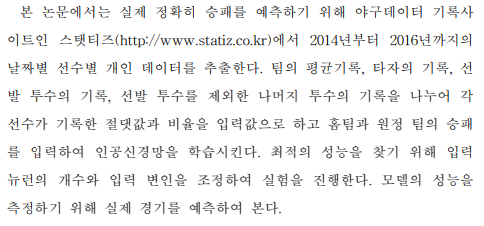 본 논문에서는 실제 정확히 승패를 예측하기 위해 야구데이터 기록사
이트인 스탯티즈(http://www.statiz.co.kr)에서 2014년부터 2016년까지의
날짜별 선수별 개인 데이터를 추출한다. 팀의 평균기록, 타자의 기록, 선
발 투수의 기록, 선발 투수를 제외한 나머지 투수의 기록을 나누어 각
선수가 기록한 절댓값과 비율을 입력값으로 하고 홈팀과 원정 팀의 승패
를 입력하여 인공신경망을 학습시킨다. 최적의 성능을 찾기 위해 입력
뉴런의 개수와 입력 변인을 조정하여 실험을 진행한다. 모델의 성능을
측정하기 위해 실제 경기를 예측하여 본다.